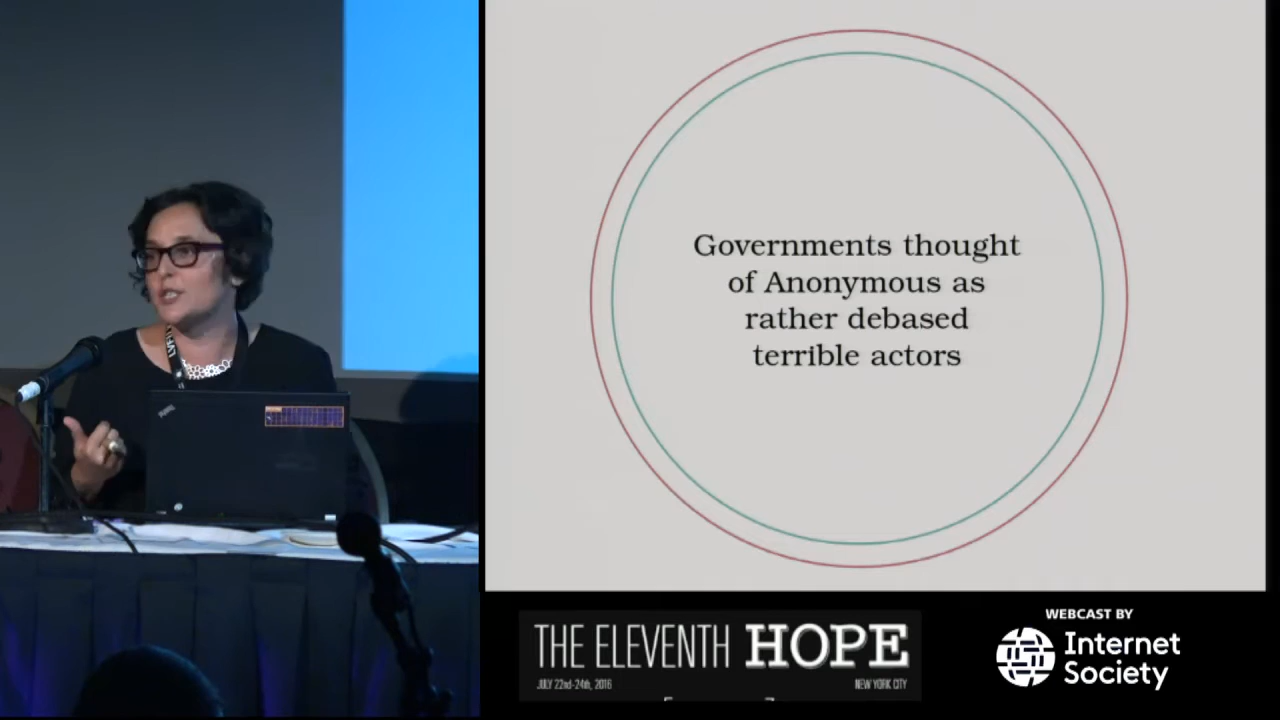 Governments thought
of Anonymous as
rather debased
terrible actors
THE ELEVENTH HOPE
JULY 22nd-24th, 2016
NEW YORK CITY
WEBCAST BY
Internet
Society